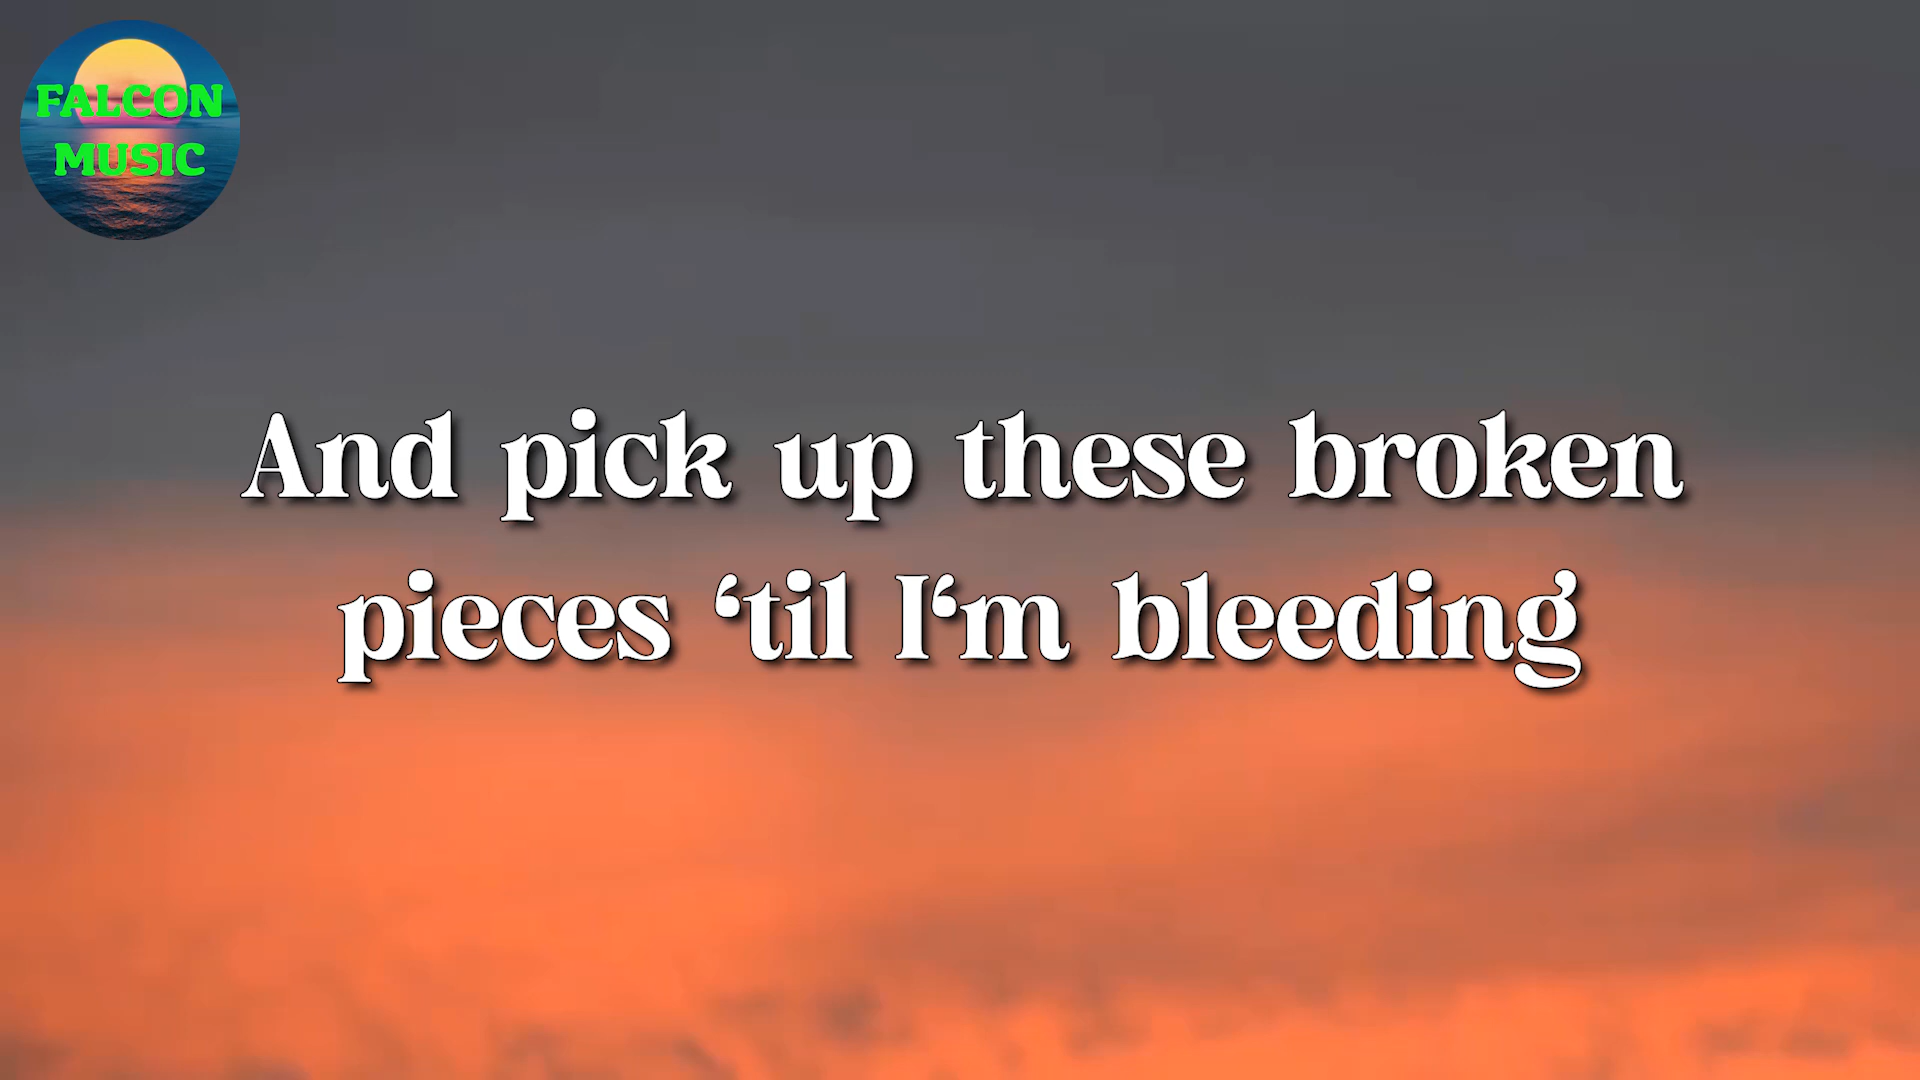 FALCON
MUSIC
And pick up these broken
pieces ‘til I‘m bleeding